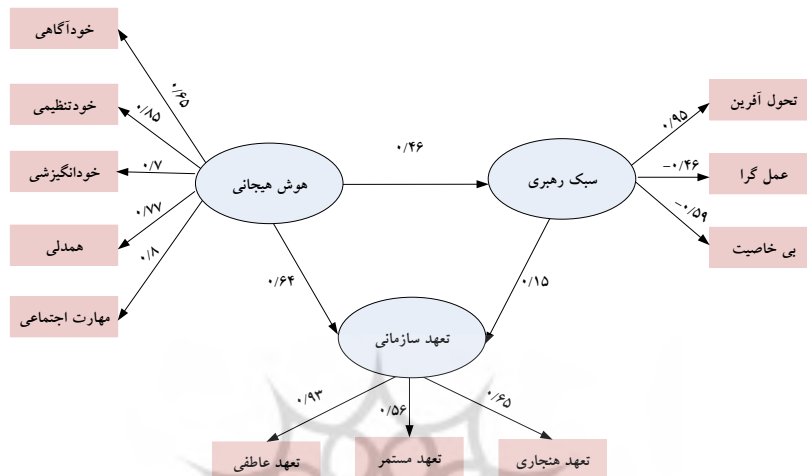 خودآگاهی
خودتنظیمی
خودانگیزشی
همدلی
مهارت اجتماعی
۰/۶۵
۰/۸۵
۰/۷
۰/۷۷
۰/۸
هوش هیجانی
۰/۴۶
سبک رهبری
۰/۹۵
-۰/۴۶
-۰/۵۹
تحول آفرین
عمل گرا
بی خاصیت
۰/۶۴
۰/۱۵
تعهد سازمانی
۰/۹۳
۰/۵۶
۰/۶۵
تعهد عاطفی
تعهد مستمر
تعهد هنجاری